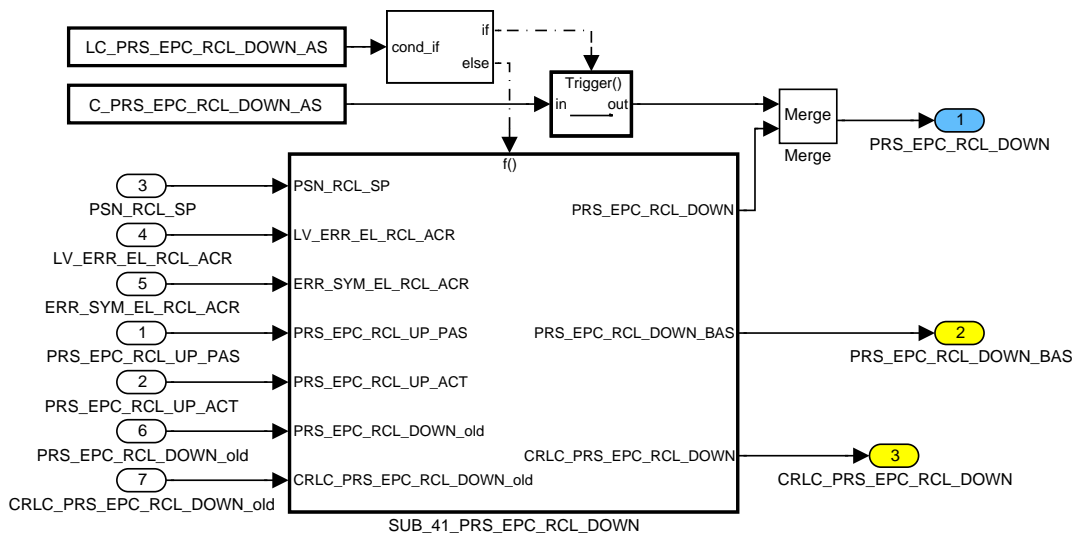 LC_PRS_EPC_RCL_DOWN_AS
cond_if
if
else
C_PRS_EPC_RCL_DOWN_AS
Trigger()
in
out
Merge
Merge
1
PRS_EPC_RCL_DOWN
f()
3
PSN_RCL_SP
PSN_RCL_SP
PRS_EPC_RCL_DOWN
4
LV_ERR_EL_RCL_ACR
LV_ERR_EL_RCL_ACR
5
ERR_SYM_EL_RCL_ACR
ERR_SYM_EL_RCL_ACR
1
PRS_EPC_RCL_UP_PAS
PRS_EPC_RCL_UP_PAS
PRS_EPC_RCL_DOWN_BAS
2
PRS_EPC_RCL_DOWN_BAS
2
PRS_EPC_RCL_UP_ACT
PRS_EPC_RCL_UP_ACT
6
PRS_EPC_RCL_DOWN_old
PRS_EPC_RCL_DOWN_old
CRLC_PRS_EPC_RCL_DOWN
3
CRLC_PRS_EPC_RCL_DOWN
7
CRLC_PRS_EPC_RCL_DOWN_old
CRLC_PRS_EPC_RCL_DOWN_old
SUB_41_PRS_EPC_RCL_DOWN